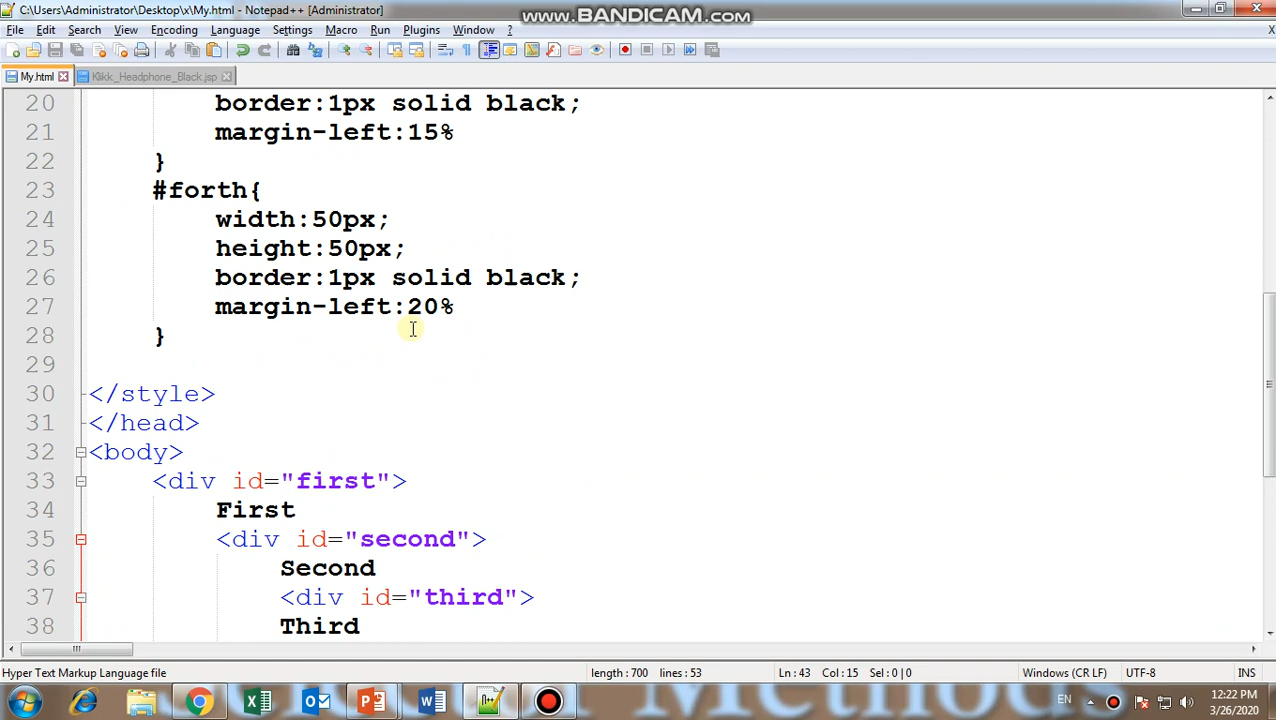 C:\Users\Administrator\Desktop\x\My.html - Notepad++ [Administrator]
www.BANDICAM.com
File Edit Search View Encoding Language Settings Macro Run Plugins Window ? X
My.html Klikk_Headphone_Black.jsp
20 border:1px solid black;
21 margin-left:15%
22 }
23 #forth{
24 width:50px;
25 height:50px;
26 border:1px solid black;
27 margin-left:20%
28 }
29
30 </style>
31 </head>
32 <body>
33 <div id="first">
34 First
35 <div id="second">
36 Second
37 <div id="third">
38 Third
Hyper Text Markup Language file length : 700 lines : 53 Ln : 43 Col : 15 Sel : 0 | 0 Windows (CR LF) UTF-8 INS
EN 12:22 PM
3/26/2020